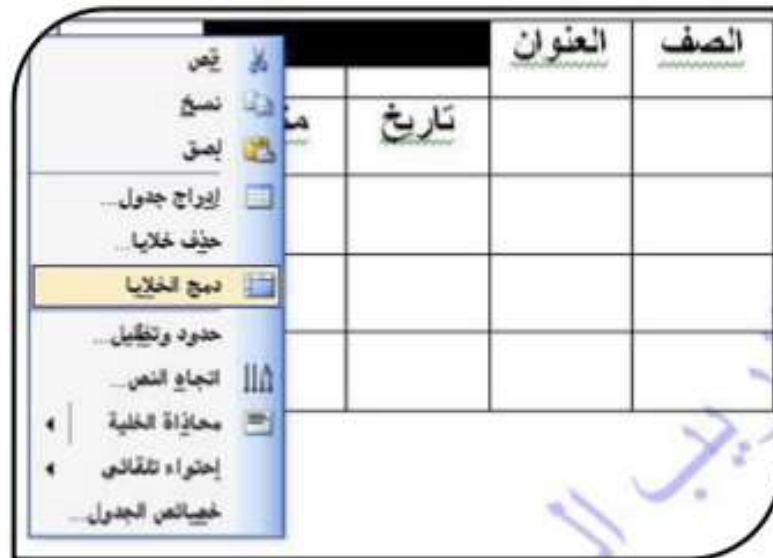 الصف العنوان
تاريخ
قص
نسخ
لصق
إدراج جدول...
حذف خلايا...
دمج الخلايا
حدود وتظليل...
اتجاه النص...
محاذاة الخلية
إحتواء تلقائي
خصائص الجدول...